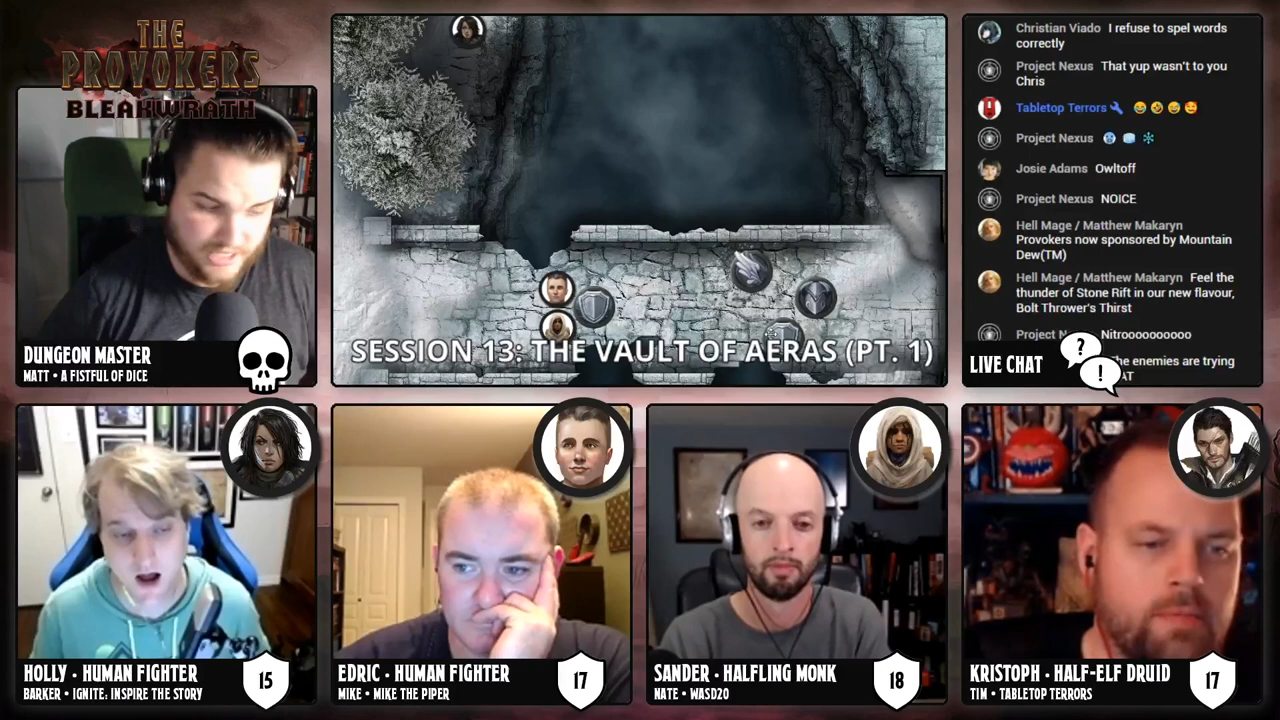 THE
PROVOKERS
BLEAKWRATH
DUNGEON MASTER
MATT • A FISTFUL OF DICE
SESSION 13: THE VAULT OF AERAS (PT. 1)
Christian Viado I refuse to spel words
correctly
Project Nexus That yup wasn't to you
Chris
Tabletop Terrors
Project Nexus
Josie Adams Owltoff
Project Nexus NOICE
Hell Mage / Matthew Makaryn
Provokers now sponsored by Mountain
Dew(TM)
Hell Mage / Matthew Makaryn Feel the
thunder of Stone Rift in our new flavour,
Bolt Thrower's Thirst
Project N Nitrooooooooo
the enemies are trying
AT
LIVE CHAT
?
!
HOLLY • HUMAN FIGHTER
BARKER • IGNITE: INSPIRE THE STORY
15
EDRIC • HUMAN FIGHTER
MIKE • MIKE THE PIPER
17
SANDER • HALFLING MONK
NATE • WASD20
18
KRISTOPH • HALF-ELF DRUID
TIM • TABLETOP TERRORS
17